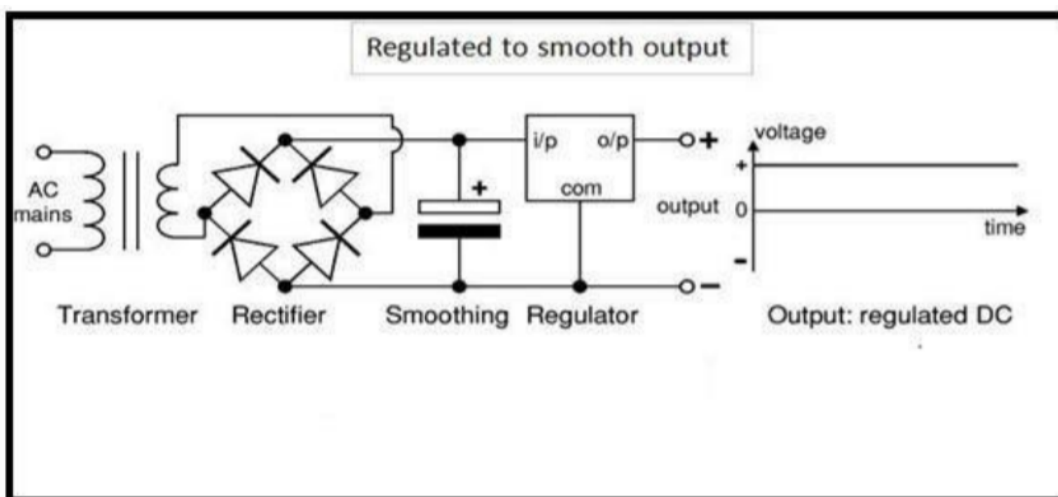 Regulated to smooth output
AC
mains
i/p o/p
com
+
+
output
–
voltage
+
0
–
time
Transformer Rectifier Smoothing Regulator Output: regulated DC